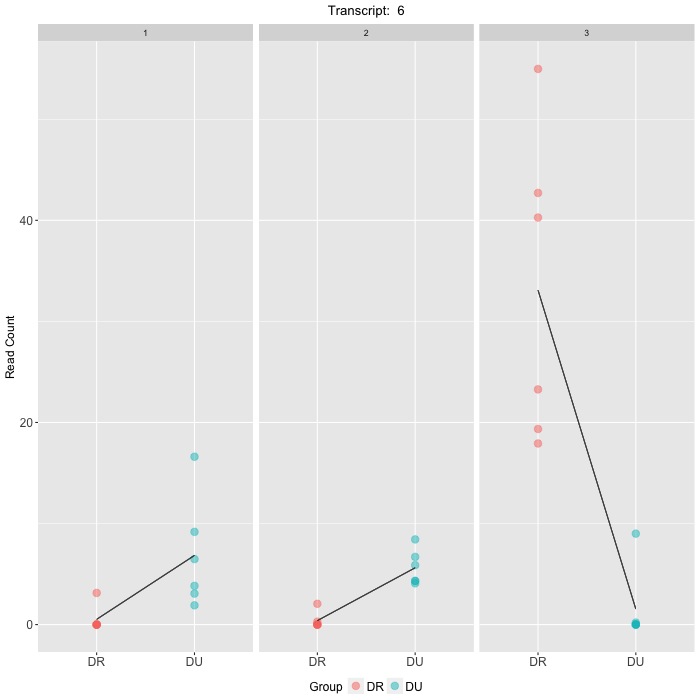 Transcript:  6
1 2 3
Read Count
40
20
0
DR DU DR DU DR DU
Group DR DU